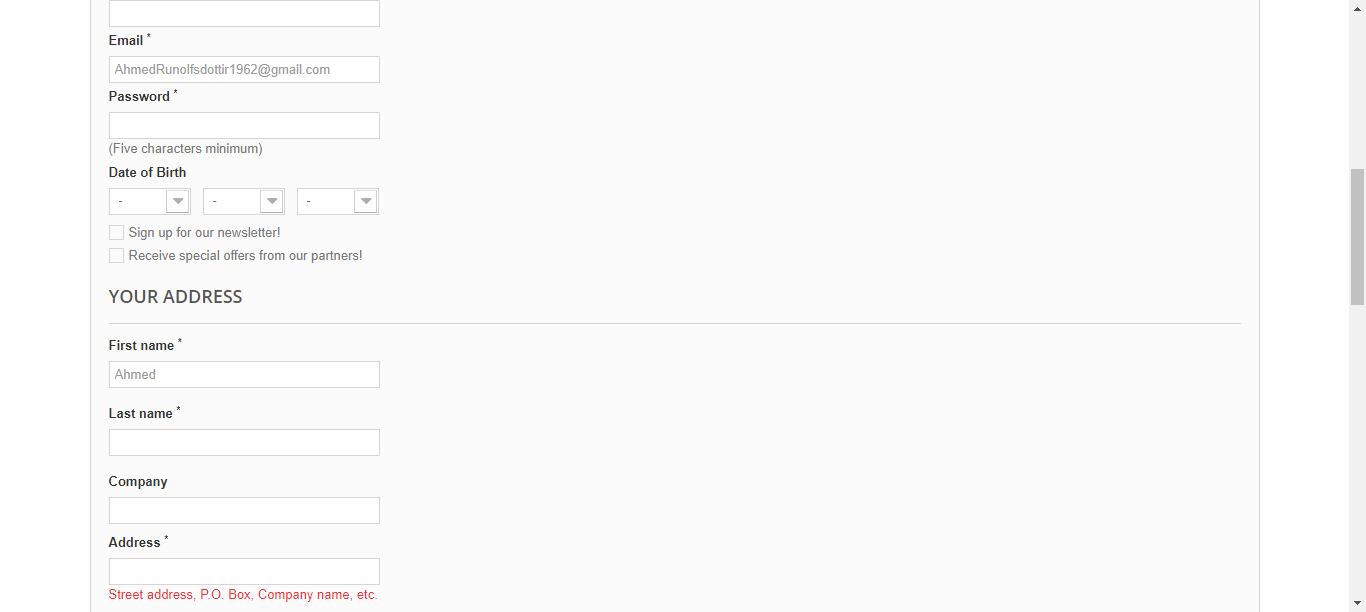 Email *
AhmedRunolfsdottir1962@gmail.com
Password *
(Five characters minimum)
Date of Birth
- - -
Sign up for our newsletter!
Receive special offers from our partners!
YOUR ADDRESS
First name *
Ahmed
Last name *
Company
Address *
Street address, P.O. Box, Company name, etc.